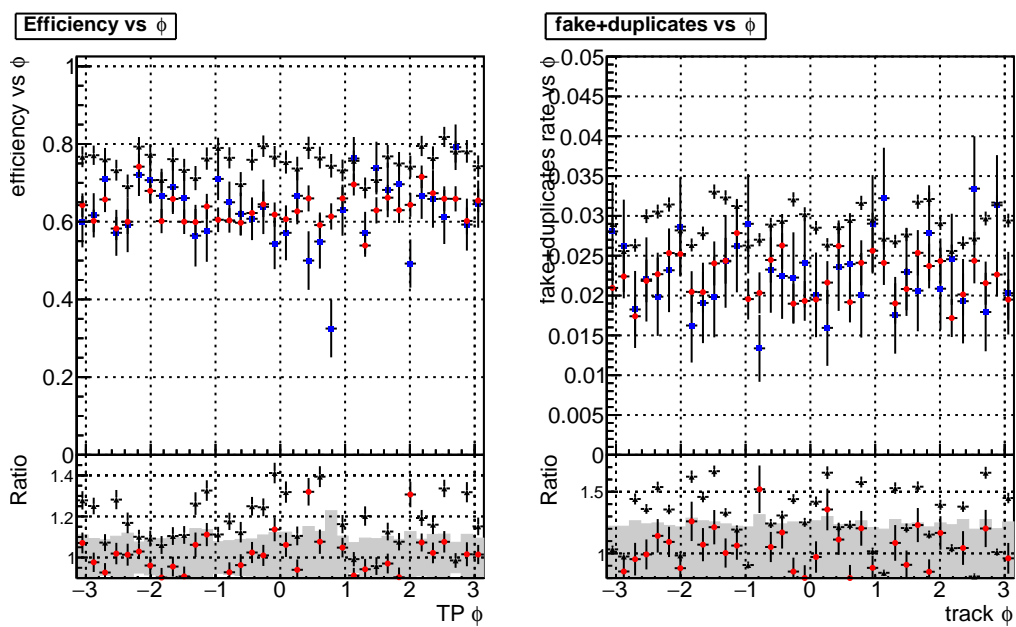 Efficiency vs ϕ
efficiency vs ϕ
1
0.8
0.6
0.4
0.2
0
Ratio
1.4
1.2
1
−3 −2 −1 0 1 2 3
TP ϕ
fake+duplicates vs ϕ
fake+duplicates rate vs ϕ
0.05
0.045
0.04
0.035
0.03
0.025
0.02
0.015
0.01
0.005
0
Ratio
1.5
1
−3 −2 −1 0 1 2 3
track ϕ